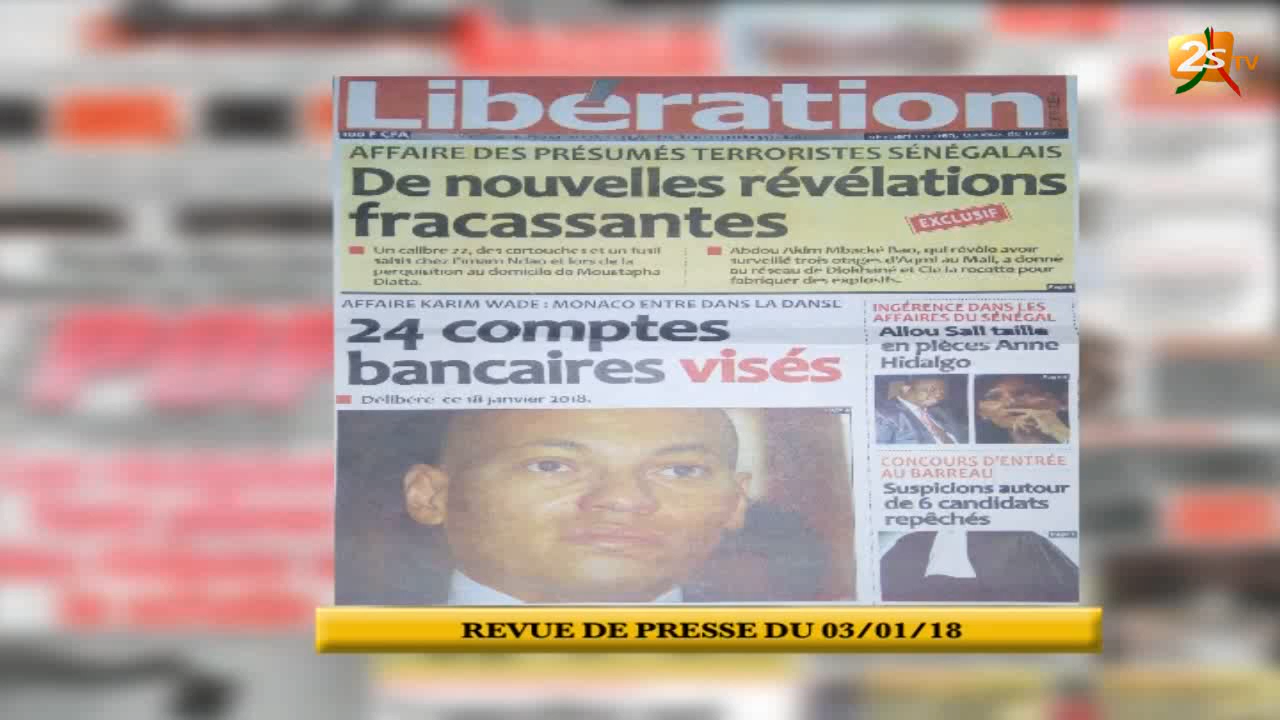 2s TV
Libération
100 F CFA
AFFAIRE DES PRÉSUMÉS TERRORISTES SÉNÉGALAIS
De nouvelles révélations
fracassantes
EXCLUSIF
Un calibre 22, des cartouches et un fusil
saisis chez l'imam Ndao et lors de la
perquisition au domicile de Moustapha
Diatta.
Abdou Akim Mbacké Bao, qui révèle avoir
surveillé trois otages d'Aqmi au Mali, a donné
au réseau de Diokhané et Cie la recette pour
fabriquer des explosifs.
AFFAIRE KARIM WADE : MONACO ENTRE DANS LA DANSE
24 comptes
bancaires visés
Délibéré, ce 18 janvier 2018.
INGÉRENCE DANS LES
AFFAIRES DU SÉNÉGAL
Aliou Sall taille
en pièces Anne
Hidalgo
CONCOURS D'ENTRÉE
AU BARREAU
Suspicions autour
de 6 candidats
repêchés
REVUE DE PRESSE DU 03/01/18